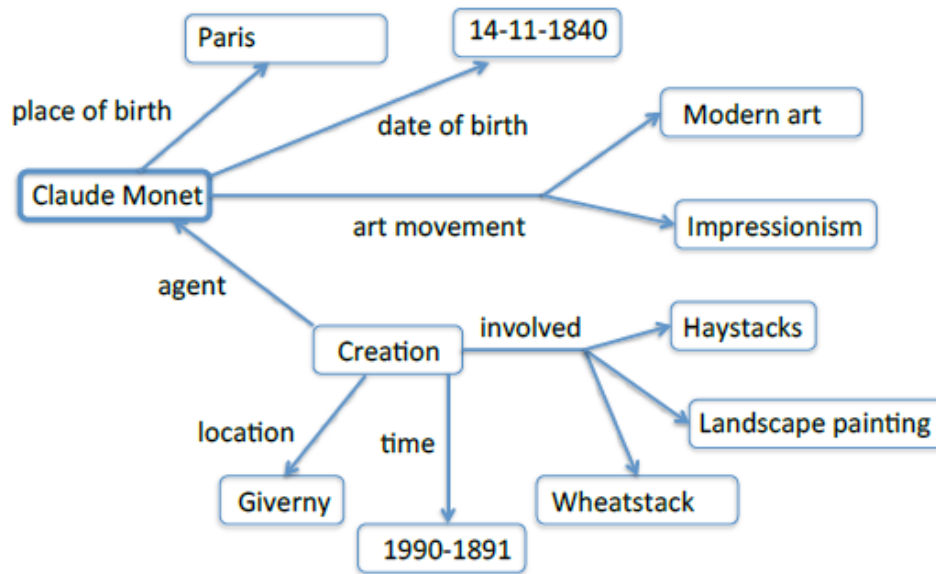 Paris
14-11-1840
place of birth
date of birth
Modern art
Claude Monet
art movement
Impressionism
agent
involved
Haystacks
Creation
Landscape painting
location
time
Giverny
Wheatstack
1990-1891